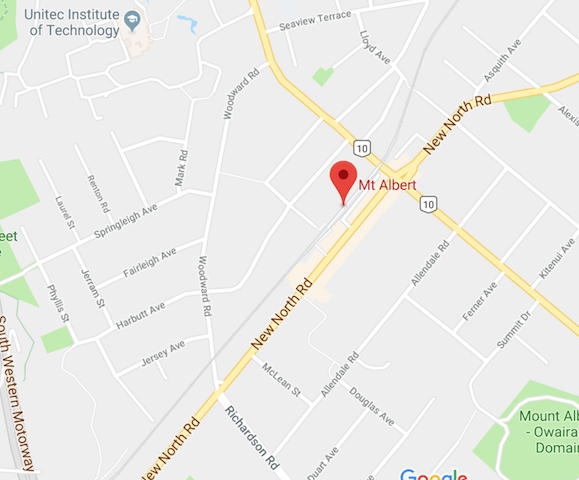 Unitec Institute
of Technology
Seaview Terrace
Lloyd Ave
Asquith Ave
Woodward Rd
New North Rd
Alexis
10
Mark Rd
Mt Albert
10
Renton Rd
Laurel St
Springleigh Ave
Kitenui Ave
Allendale Rd
Fairleigh Ave
Woodward Rd
Jerram St
Phyllis St
Harbutt Ave
Ferner Ave
Summit Dr
New North Rd
South Western Motorway
Jersey Ave
McLean St
Allendale Rd
Douglas Ave
Richardson Rd
New North Rd
Duart Ave
Mount Alb
- Owaira
Domai
Google